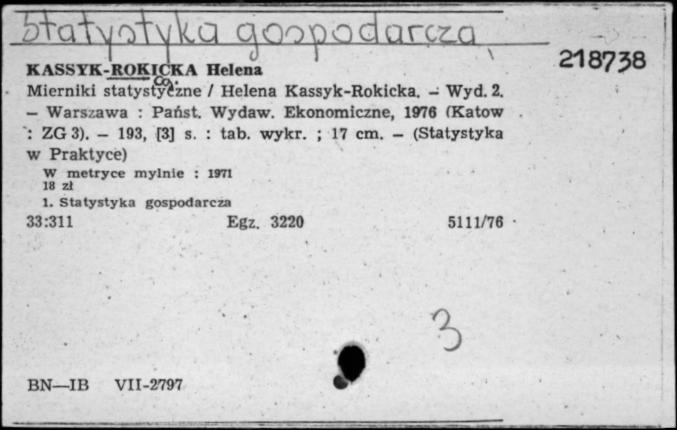 Statystyka gospodarcza
218738
KASSYK-ROKICKA Helena
Mierniki statystyczne / Helena Kassyk-Rokicka. – Wyd. 2.
– Warszawa : Państ. Wydaw. Ekonomiczne, 1976 (Katow
: ZG 3). – 193, [3] s. : tab. wykr. ; 17 cm. – (Statystyka
w Praktyce)
W metryce mylnie : 1971
18 zł
1. Statystyka gospodarcza
33:311 Egz. 3220 5111/76
3
BN—IB VII-2797